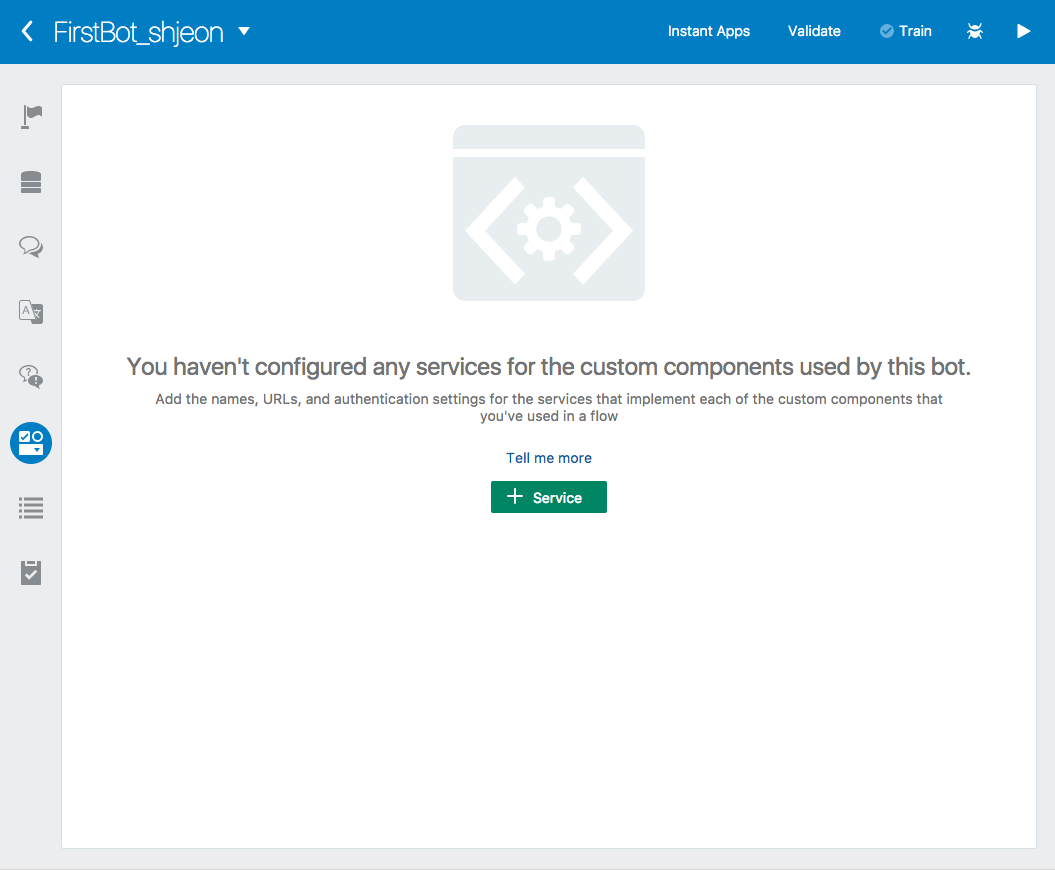 FirstBot_shjeon
Instant Apps
Validate
Train
You haven't configured any services for the custom components used by this bot.
Add the names, URLs, and authentication settings for the services that implement each of the custom components that
you've used in a flow
Tell me more
Service